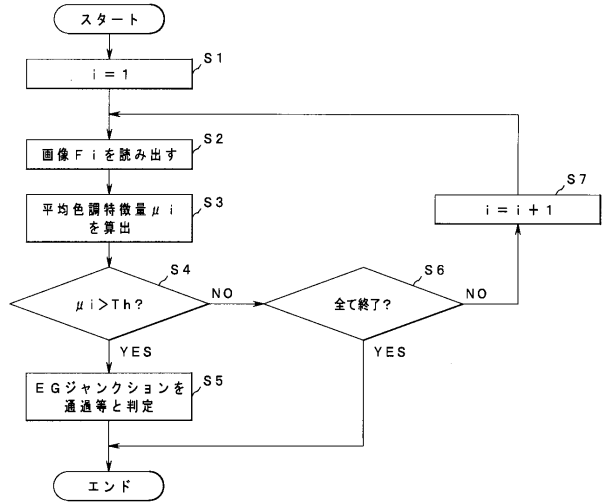 スタート
S1
i = 1
S2
画像Fiを読み出す
S3
平均色調特徴量μi
を算出
S4
μi>Th?
NO
YES
S5
EGジャンクションを
通過等と判定
S6
全て終了?
NO
YES
S7
i = i + 1
エンド